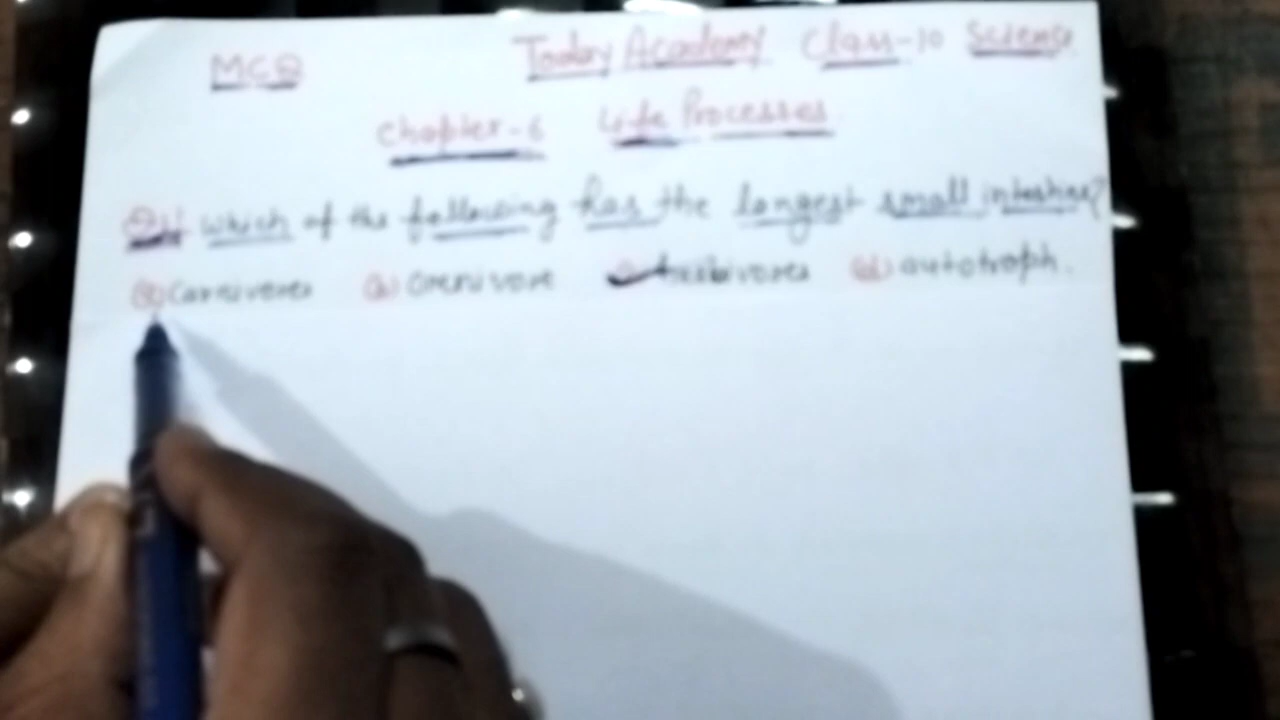 MCQ Today Academy Class-10 Science
Chapter-6 Life Processes
Q1: Which of the following has the longest small intestine?
Carnivores Omnivore herbivores (d) autotroph.